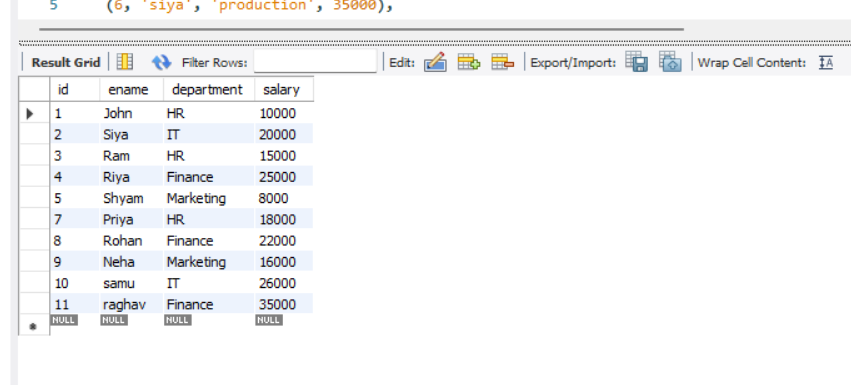 5 (6, 'siya', 'production', 35000),
Result Grid Filter Rows: Edit: Export/Import: Wrap Cell Content: IA
id ename department salary
1 John HR 10000
2 Siya IT 20000
3 Ram HR 15000
4 Riya Finance 25000
5 Shyam Marketing 8000
7 Priya HR 18000
8 Rohan Finance 22000
9 Neha Marketing 16000
10 samu IT 26000
11 raghav Finance 35000
NULL NULL NULL NULL